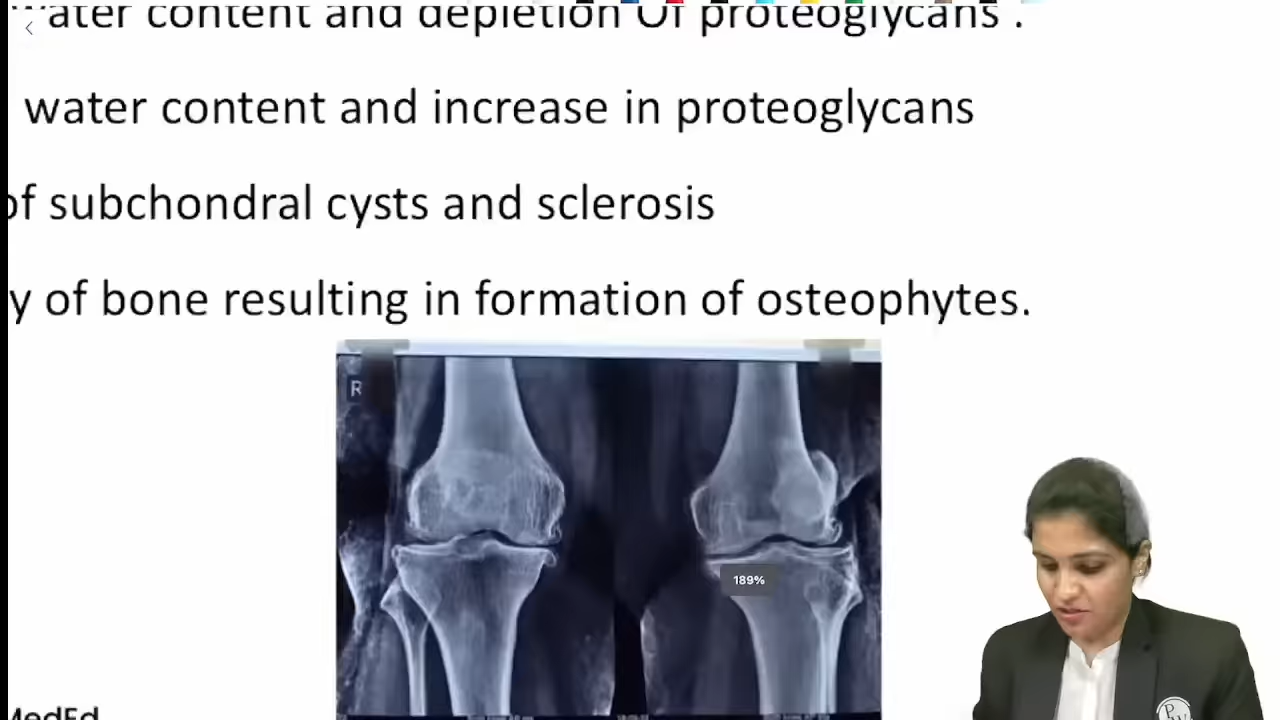 water content and depletion Of proteoglycans .
water content and increase in proteoglycans
of subchondral cysts and sclerosis
y of bone resulting in formation of osteophytes.
R
189%
MedEd
PW